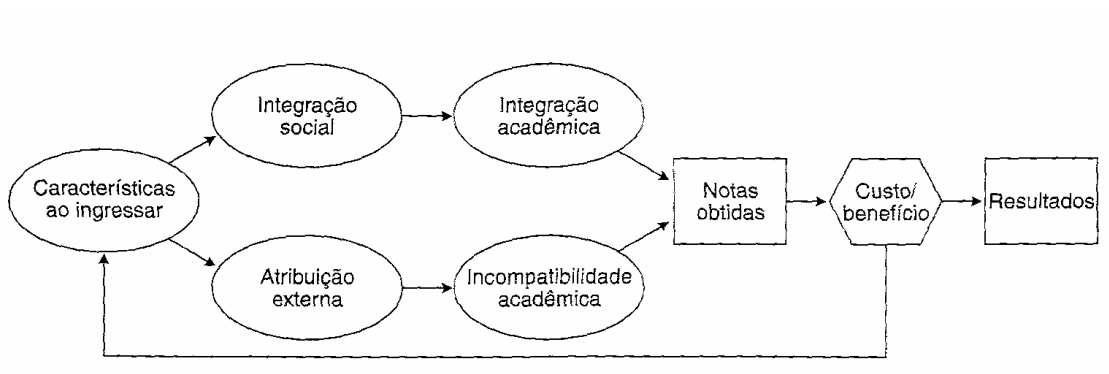 Integração
social
Integração
acadêmica
Características
ao ingressar
Notas
obtidas
Custo/
benefício
Resultados
Atribuição
externa
Incompatibilidade
acadêmica